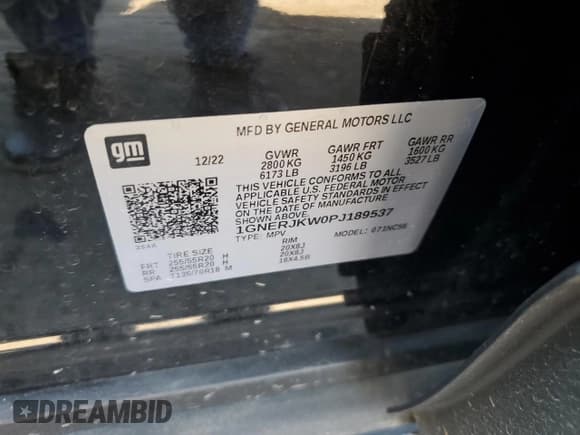 gm
MFD BY GENERAL MOTORS LLC
12/22 GVWR GAWR FRT GAWR RR
2800 KG 1450 KG 1600 KG
6173 LB 3196 LB 3527 LB
THIS VEHICLE CONFORMS TO ALL
APPLICABLE U.S. FEDERAL MOTOR
VEHICLE SAFETY STANDARDS IN EFFECT
ON THE DATE OF MANUFACTURE
SHOWN ABOVE.
1GNERJKW0PJ189537
TYPE: MPV MODEL:
TIRE SIZE RIM
FRT 255/55R20 H 20X8J
RR 255/55R20 H 20X8J
SPA T135/70R18 M 18X4.5B
DREAMBID